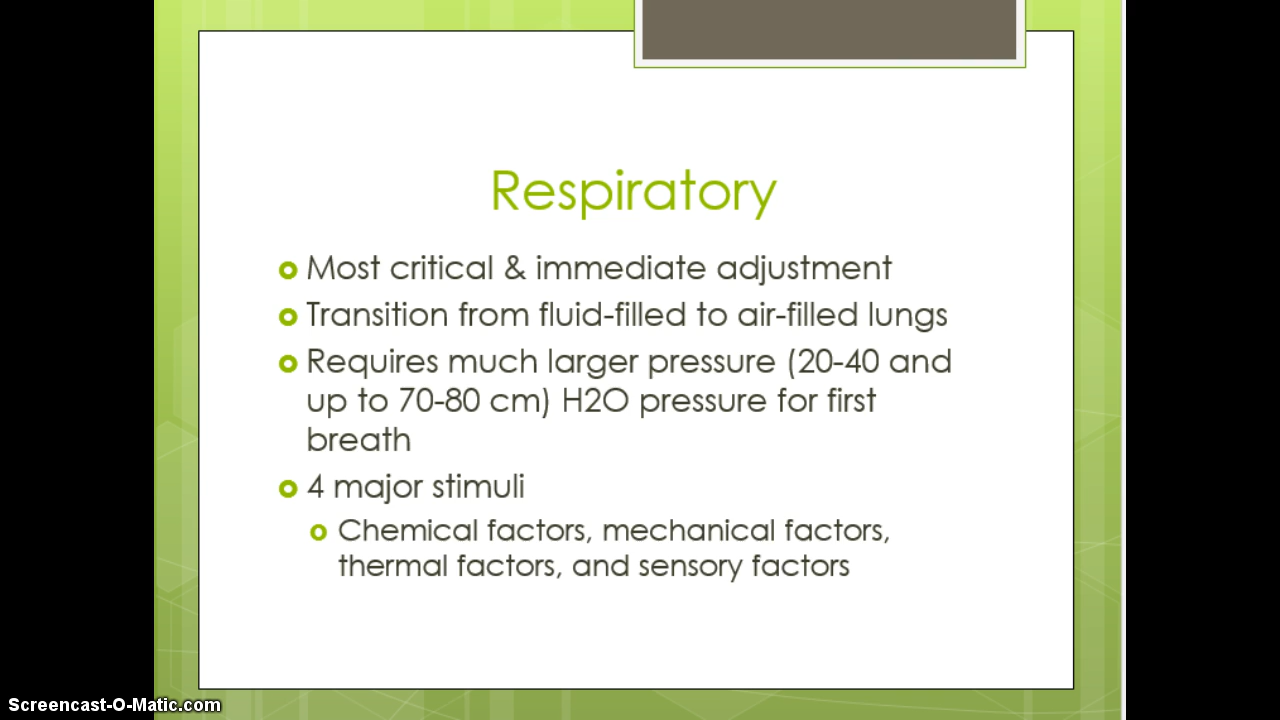 Respiratory
Most critical & immediate adjustment
Transition from fluid-filled to air-filled lungs
Requires much larger pressure (20-40 and
up to 70-80 cm) H2O pressure for first
breath
4 major stimuli
Chemical factors, mechanical factors,
thermal factors, and sensory factors
Screencast-O-Matic.com